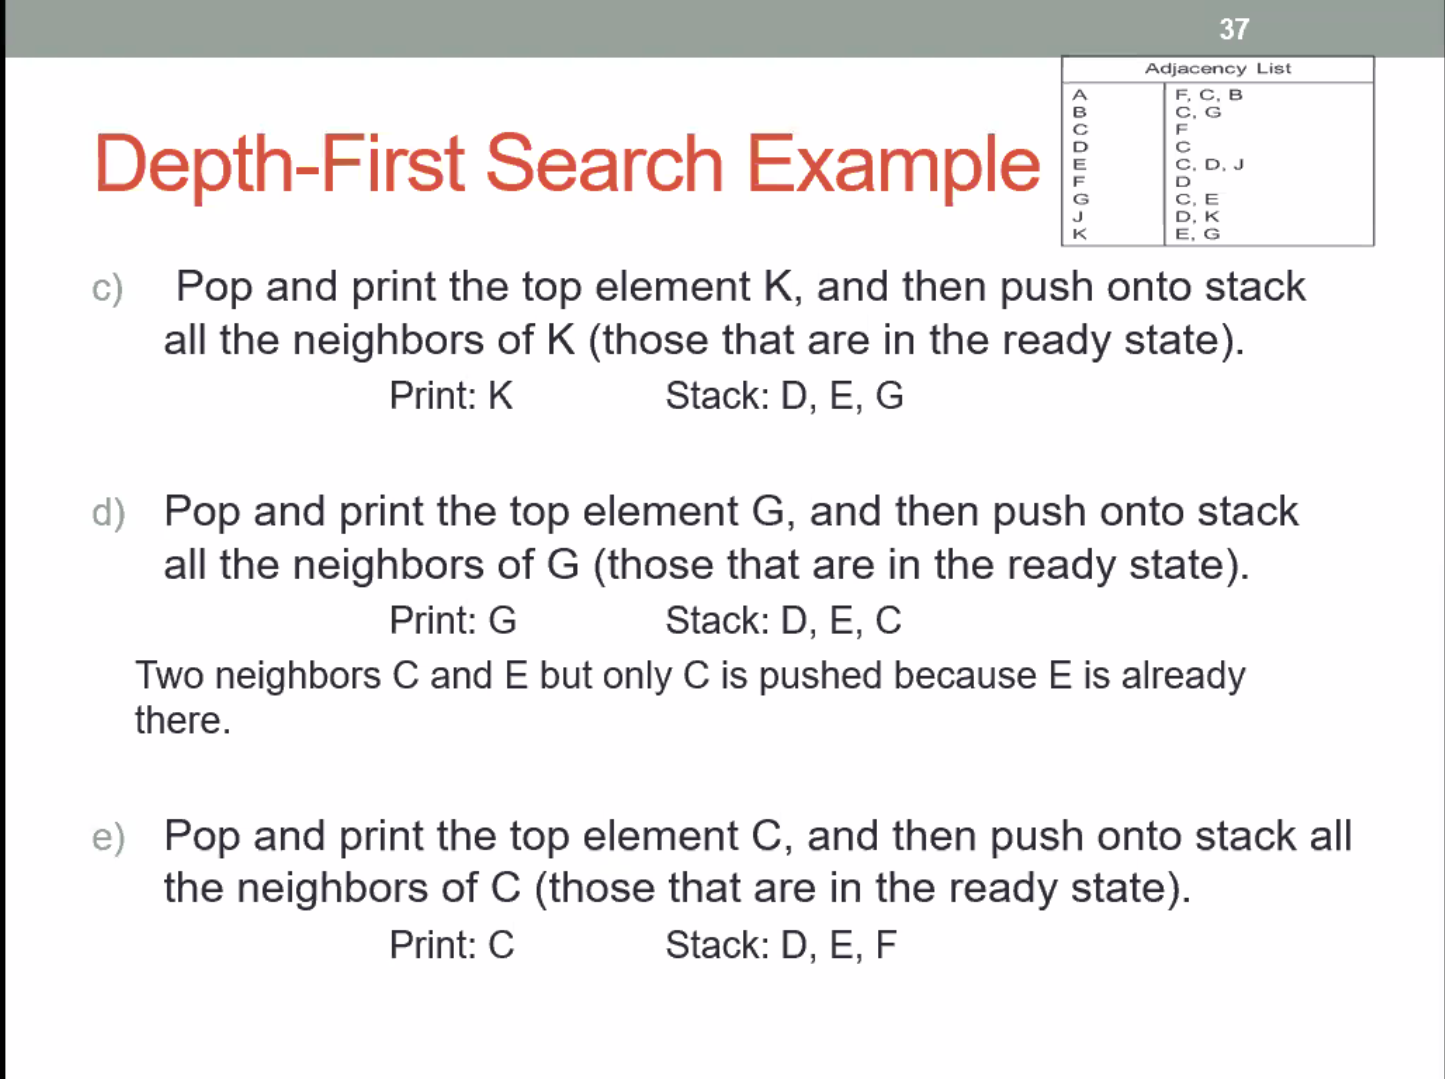 37
Adjacency List
A F, C, B
B C, G
C F
D C
E C, D, J
F D
G C, E
J D, K
K E, G
Depth-First Search Example
c) Pop and print the top element K, and then push onto stack
all the neighbors of K (those that are in the ready state).
Print: K Stack: D, E, G
d) Pop and print the top element G, and then push onto stack
all the neighbors of G (those that are in the ready state).
Print: G Stack: D, E, C
Two neighbors C and E but only C is pushed because E is already
there.
e) Pop and print the top element C, and then push onto stack all
the neighbors of C (those that are in the ready state).
Print: C Stack: D, E, F